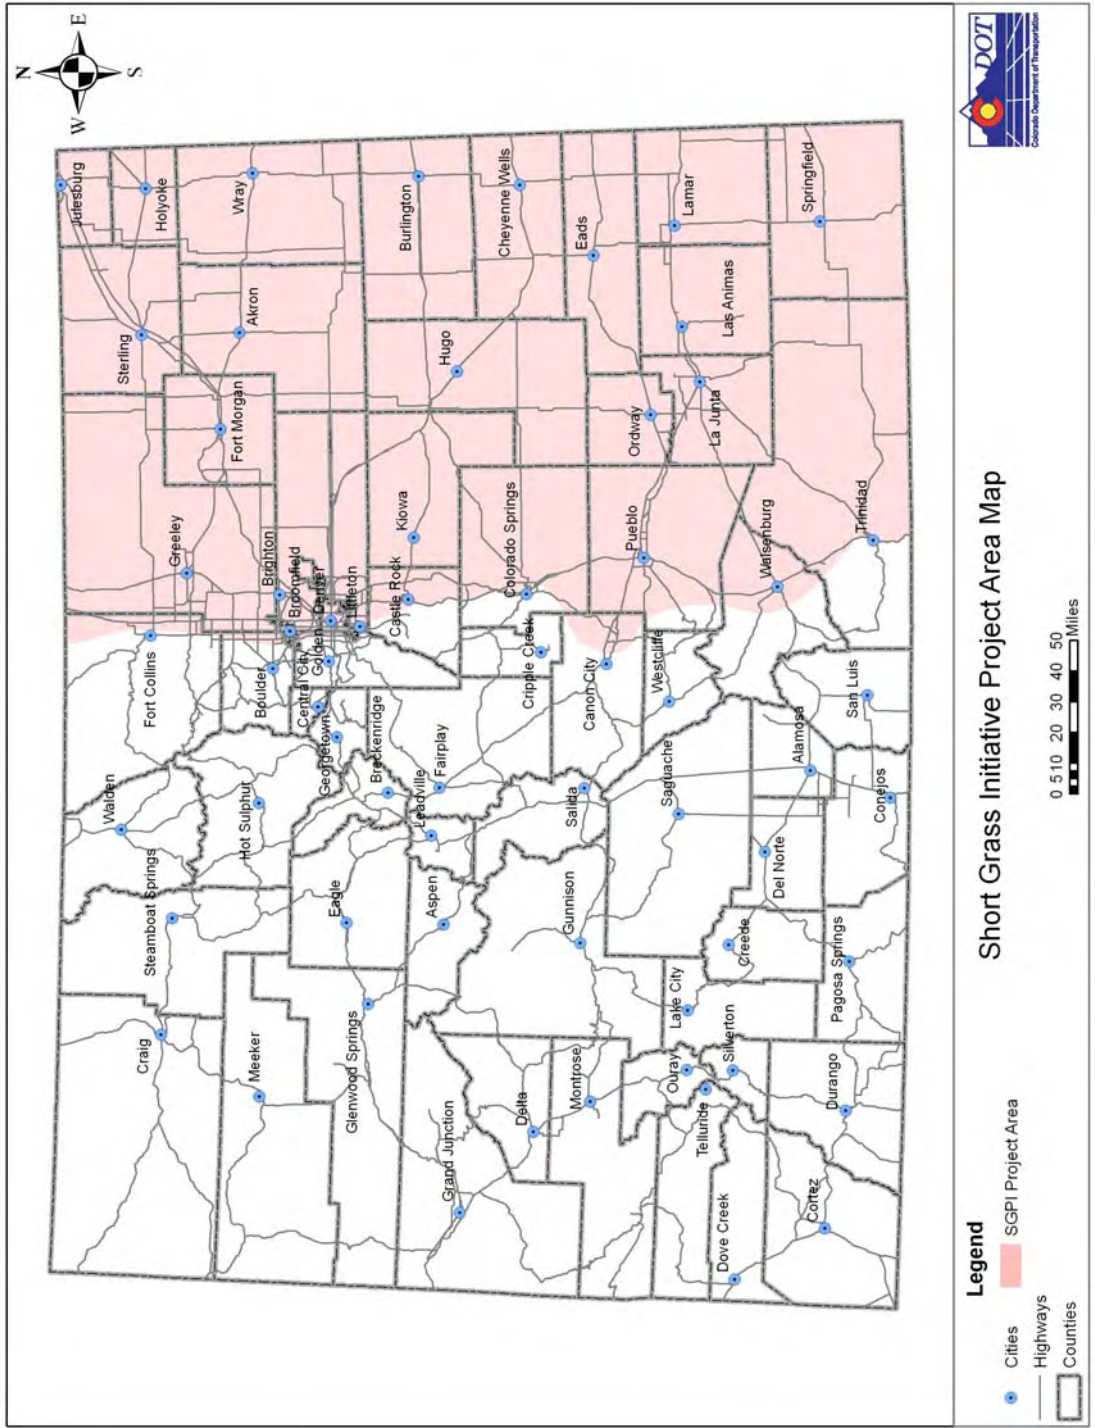 N
W
E
S
Julesburg
Holyoke
Wray
Burlington
Cheyenne Wells
Eads
Lamar
Springfield
Sterling
Akron
Hugo
Las Animas
Fort Morgan
Ordway
La Junta
Greeley
Brighton
Broomfield
Denver
Littleton
Kiowa
Castle Rock
Colorado Springs
Pueblo
Walsenburg
Trinidad
Fort Collins
Boulder
Central City
Golden
Georgetown
Breckenridge
Cripple Creek
Canon City
Westcliffe
San Luis
Walden
Hot Sulphur
Leadville
Fairplay
Salida
Saguache
Alamosa
Conejos
Steamboat Springs
Eagle
Aspen
Gunnison
Del Norte
Creede
Pagosa Springs
Craig
Meeker
Glenwood Springs
Lake City
Grand Junction
Delta
Montrose
Ouray
Silverton
Telluride
Durango
Dove Creek
Cortez
Legend
Cities
Highways
Counties
SGPI Project Area
Short Grass Initiative Project Area Map
0 5 10 20 30 40 50
Miles
DOT
Colorado Department of Transportation